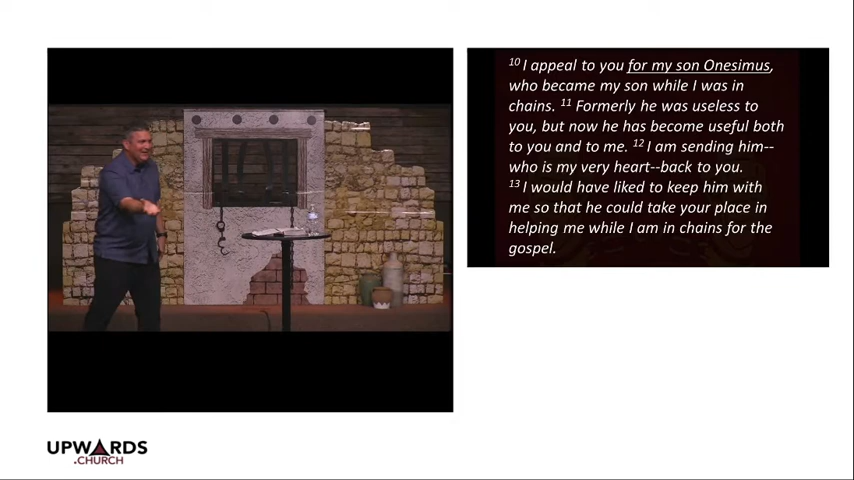 10 I appeal to you for my son Onesimus,
who became my son while I was in
chains. 11 Formerly he was useless to
you, but now he has become useful both
to you and to me. 12 I am sending him--
who is my very heart--back to you.
13 I would have liked to keep him with
me so that he could take your place in
helping me while I am in chains for the
gospel.
UPWARDS
.CHURCH